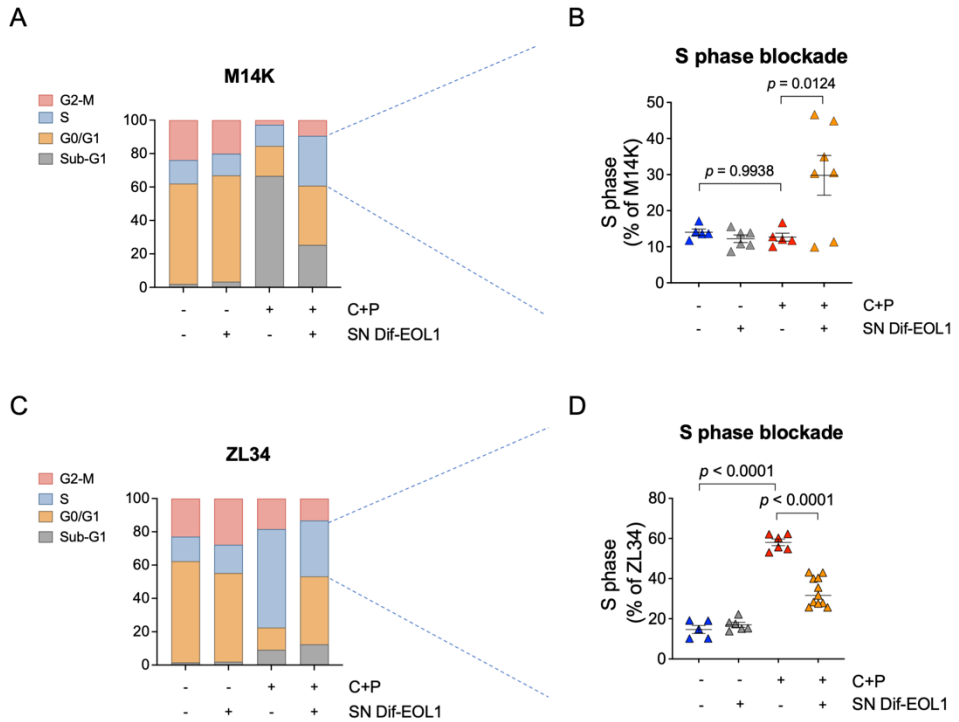 A
M14K
G2-M
S
G0/G1
Sub-G1
100
80
60
40
20
0
- - + + C+P
- + - + SN Dif-EOL1
B
S phase blockade
p = 0.0124
p = 0.9938
S phase
(% of M14K)
50
40
30
20
10
0
- - + + C+P
- + - + SN Dif-EOL1
C
ZL34
G2-M
S
G0/G1
Sub-G1
100
80
60
40
20
0
- - + + C+P
- + - + SN Dif-EOL1
D
S phase blockade
p < 0.0001
p < 0.0001
S phase
(% of ZL34)
80
60
40
20
0
- - + + C+P
- + - + SN Dif-EOL1